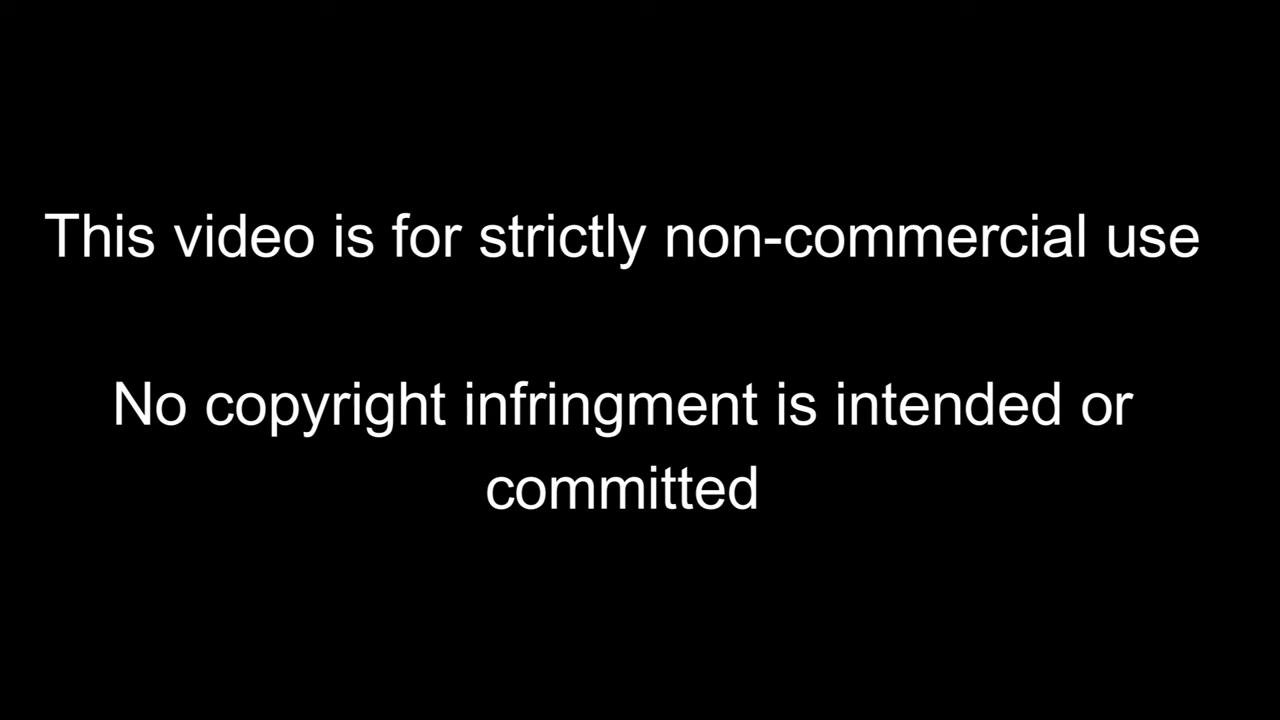 This video is for strictly non-commercial use
No copyright infringment is intended or
committed